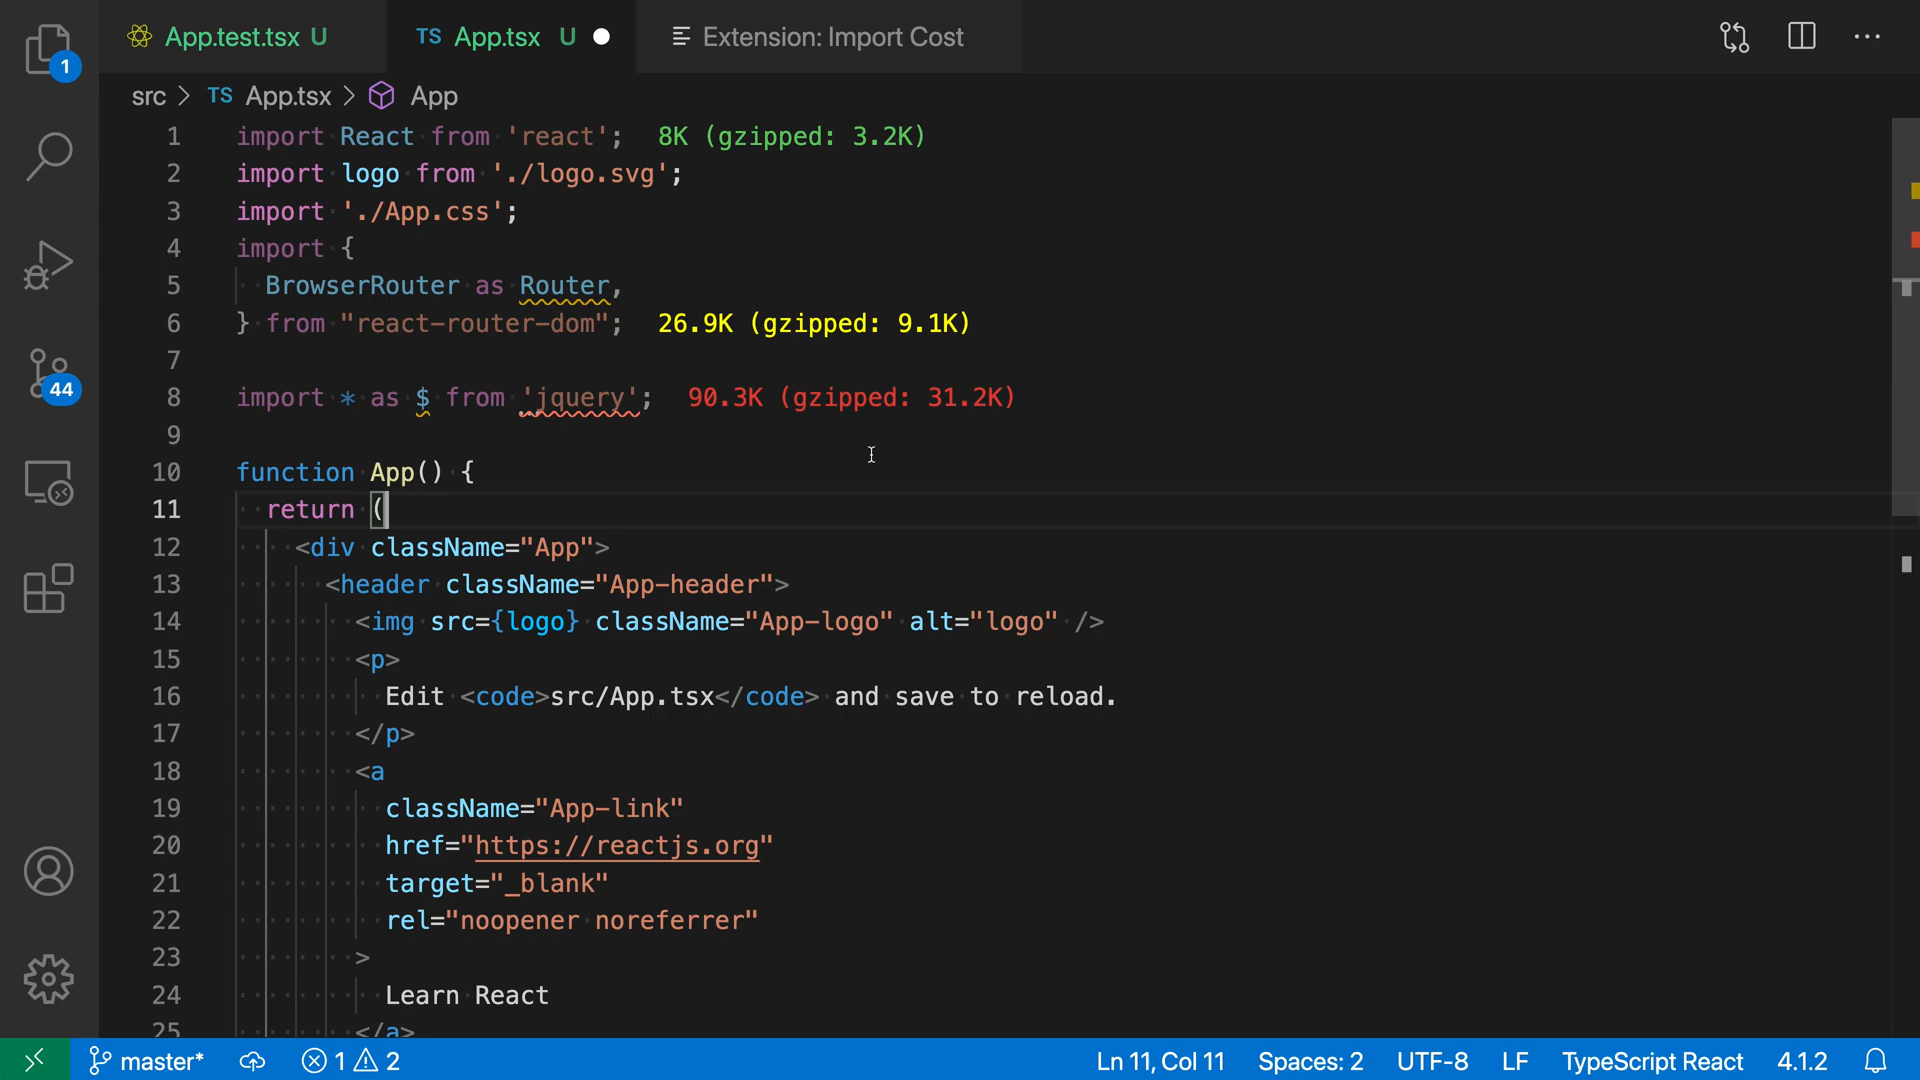 App.test.tsx U
TS App.tsx U
Extension: Import Cost
1
44
src > TS App.tsx > App
1 import React from 'react'; 8K (gzipped: 3.2K)
2 import logo from './logo.svg';
3 import './App.css';
4 import {
5 BrowserRouter as Router,
6 } from "react-router-dom"; 26.9K (gzipped: 9.1K)
7
8 import * as $ from 'jquery'; 90.3K (gzipped: 31.2K)
9
10 function App() {
11 return (
12 <div className="App">
13 <header className="App-header">
14 <img src={logo} className="App-logo" alt="logo" />
15 <p>
16 Edit <code>src/App.tsx</code> and save to reload.
17 </p>
18 <a
19 className="App-link"
20 href="https://reactjs.org"
21 target="_blank"
22 rel="noopener noreferrer"
23 >
24 Learn React
25 </a>
master* 1 2 Ln 11, Col 11 Spaces: 2 UTF-8 LF TypeScript React 4.1.2